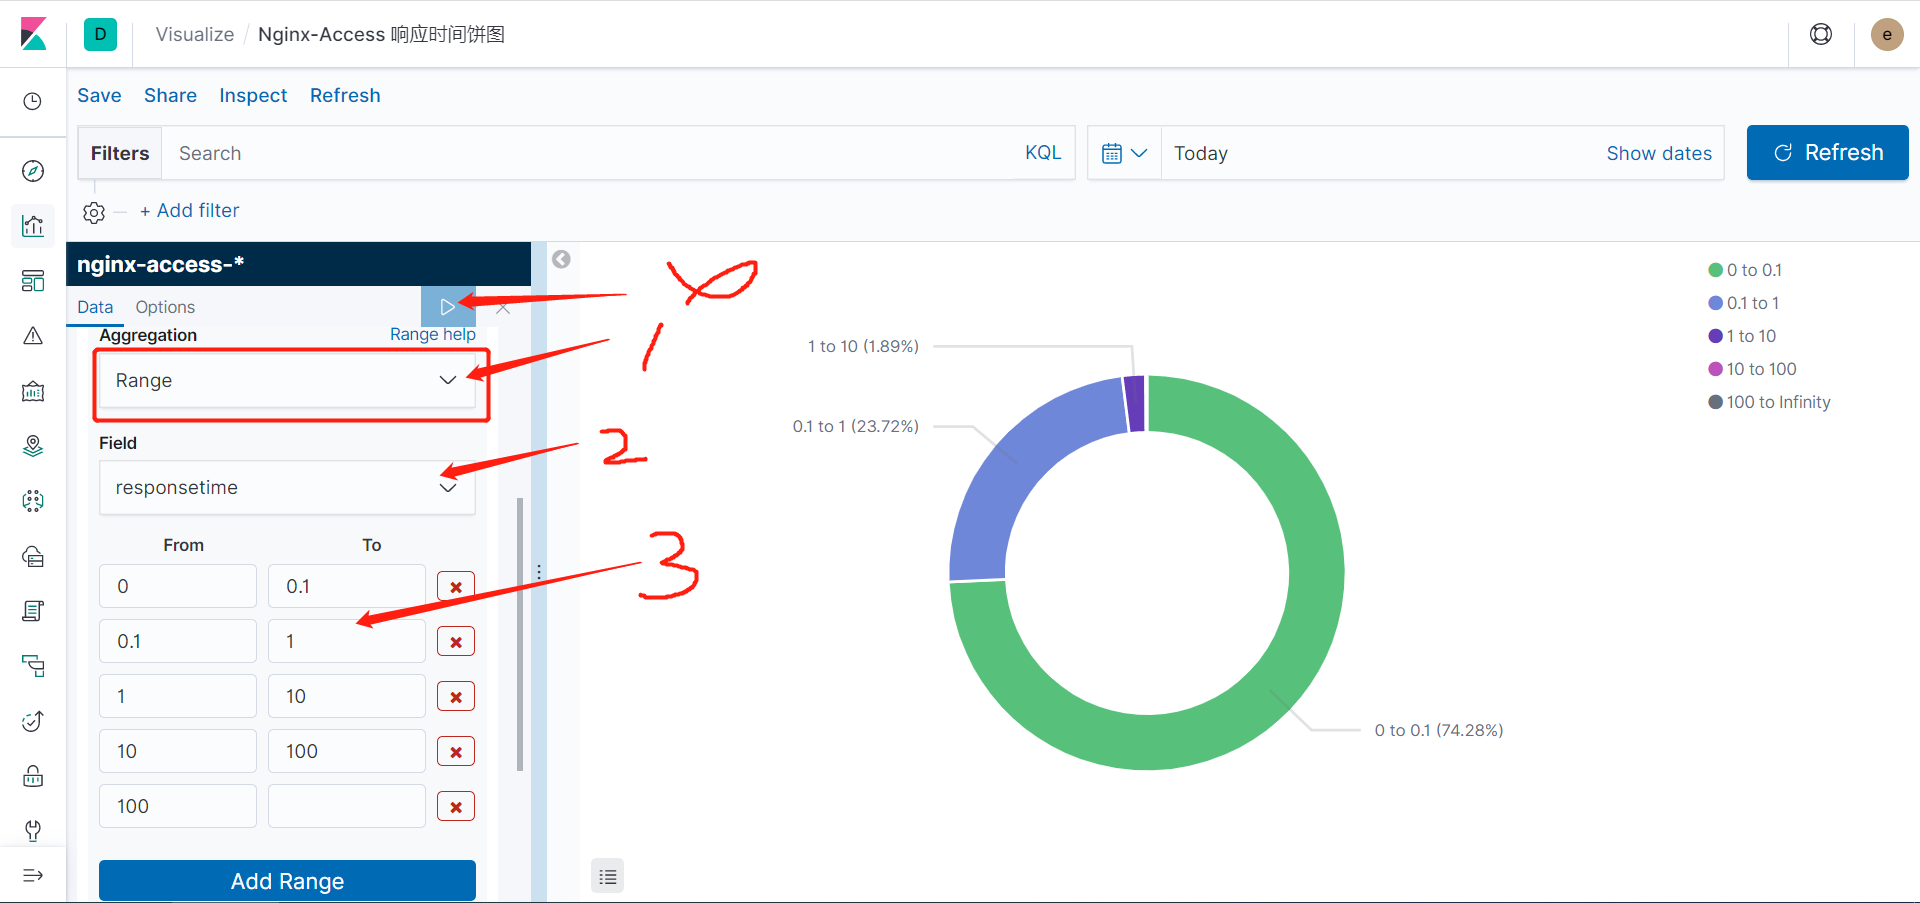 D Visualize / Nginx-Access 响应时间饼图 e
Save Share Inspect Refresh
Filters Search KQL Today Show dates Refresh
+ Add filter
nginx-access-*
Data Options
Aggregation Range help
Range
Field
responsetime
From To
0 0.1
0.1 1
1 10
10 100
100
Add Range
1
2
3
0 to 0.1
0.1 to 1
1 to 10
10 to 100
100 to Infinity
1 to 10 (1.89%)
0.1 to 1 (23.72%)
0 to 0.1 (74.28%)